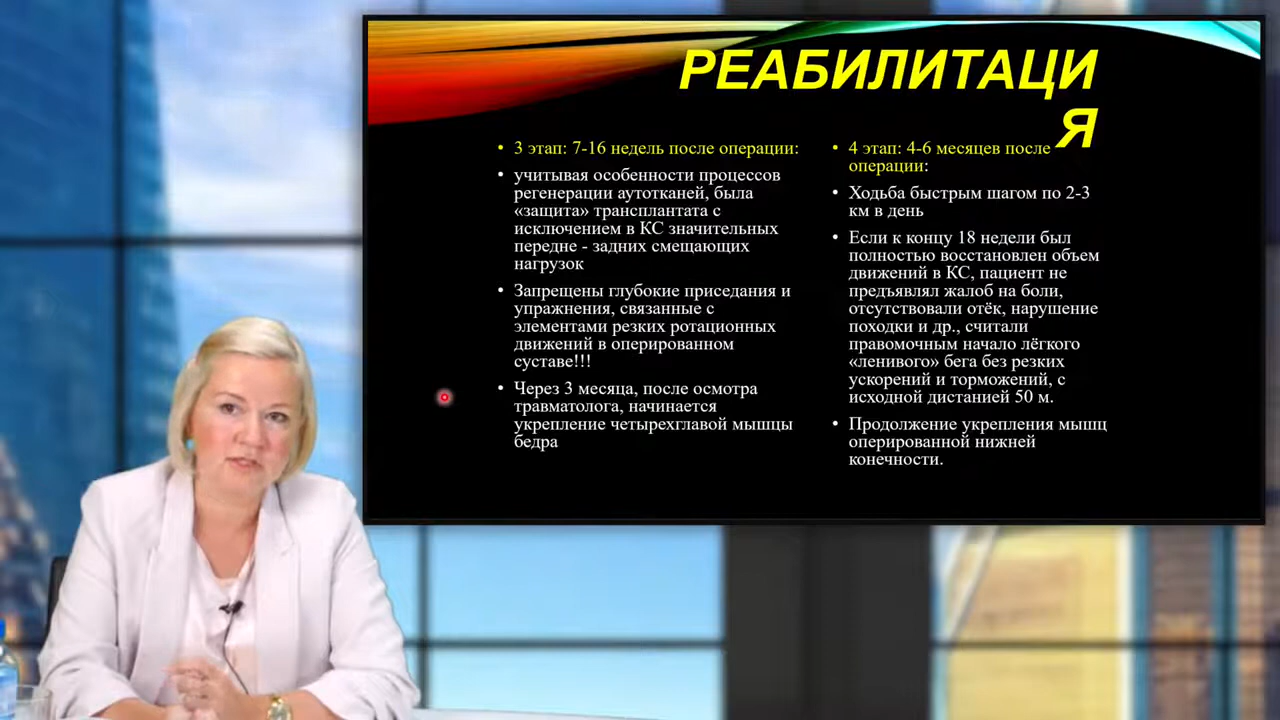 РЕАБИЛИТАЦИ
Я
• 3 этап: 7-16 недель после операции:
• учитывая особенности процессов
регенерации аутотканей, была
«защита» трансплантата с
исключением в КС значительных
передне - задних смещающих
нагрузок
• Запрещены глубокие приседания и
упражнения, связанные с
элементами резких ротационных
движений в оперированном
суставе!!!
• Через 3 месяца, после осмотра
травматолога, начинается
укрепление четырехглавой мышцы
бедра
• 4 этап: 4-6 месяцев после
операции:
• Ходьба быстрым шагом по 2-3
км в день
• Если к концу 18 недели был
полностью восстановлен объем
движений в КС, пациент не
предъявлял жалоб на боли,
отсутствовали отёк, нарушение
походки и др., считали
правомочным начало лёгкого
«ленивого» бега без резких
ускорений и торможений, с
исходной дистанией 50 м.
• Продолжение укрепления мышц
оперированной нижней
конечности.